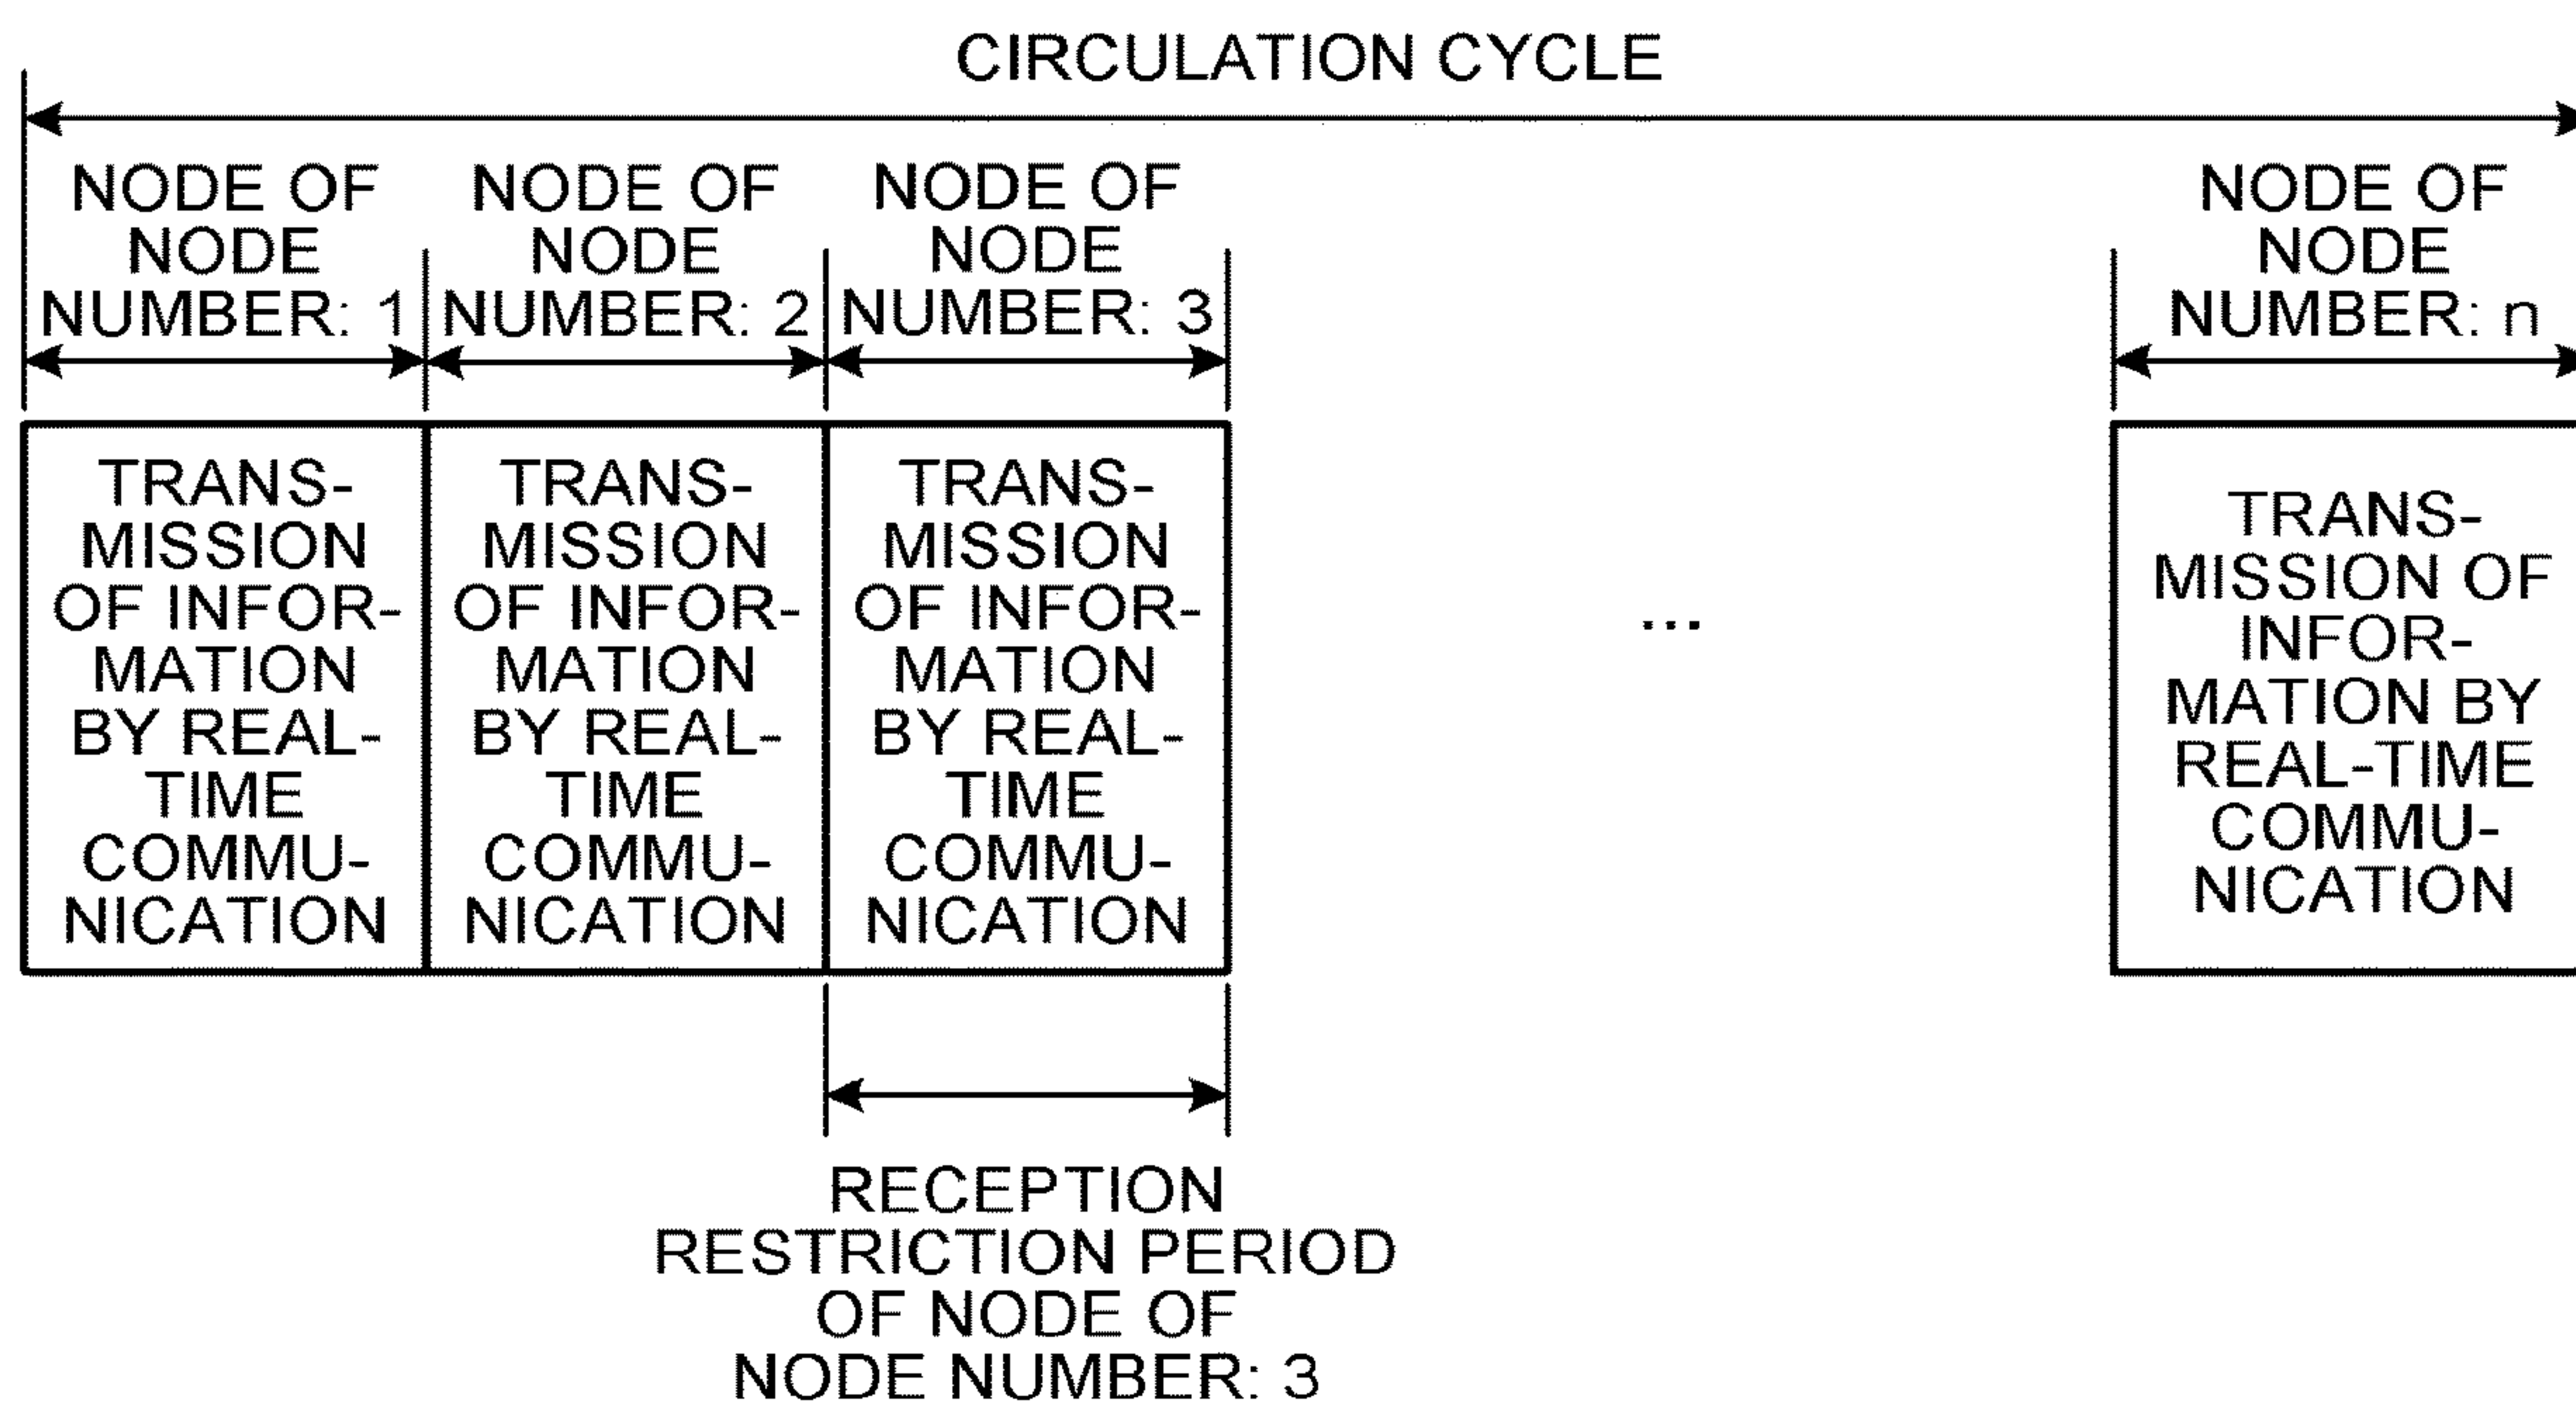 CIRCULATION CYCLE
NODE OF
NODE
NUMBER: 1
NODE OF
NODE
NUMBER: 2
NODE OF
NODE
NUMBER: 3
NODE OF
NODE
NUMBER: n
TRANS-
MISSION
OF INFOR-
MATION
BY REAL-
TIME
COMMU-
NICATION
TRANS-
MISSION
OF INFOR-
MATION
BY REAL-
TIME
COMMU-
NICATION
TRANS-
MISSION
OF INFOR-
MATION
BY REAL-
TIME
COMMU-
NICATION
...
TRANS-
MISSION OF
INFOR-
MATION BY
REAL-TIME
COMMU-
NICATION
RECEPTION
RESTRICTION PERIOD
OF NODE OF
NODE NUMBER: 3